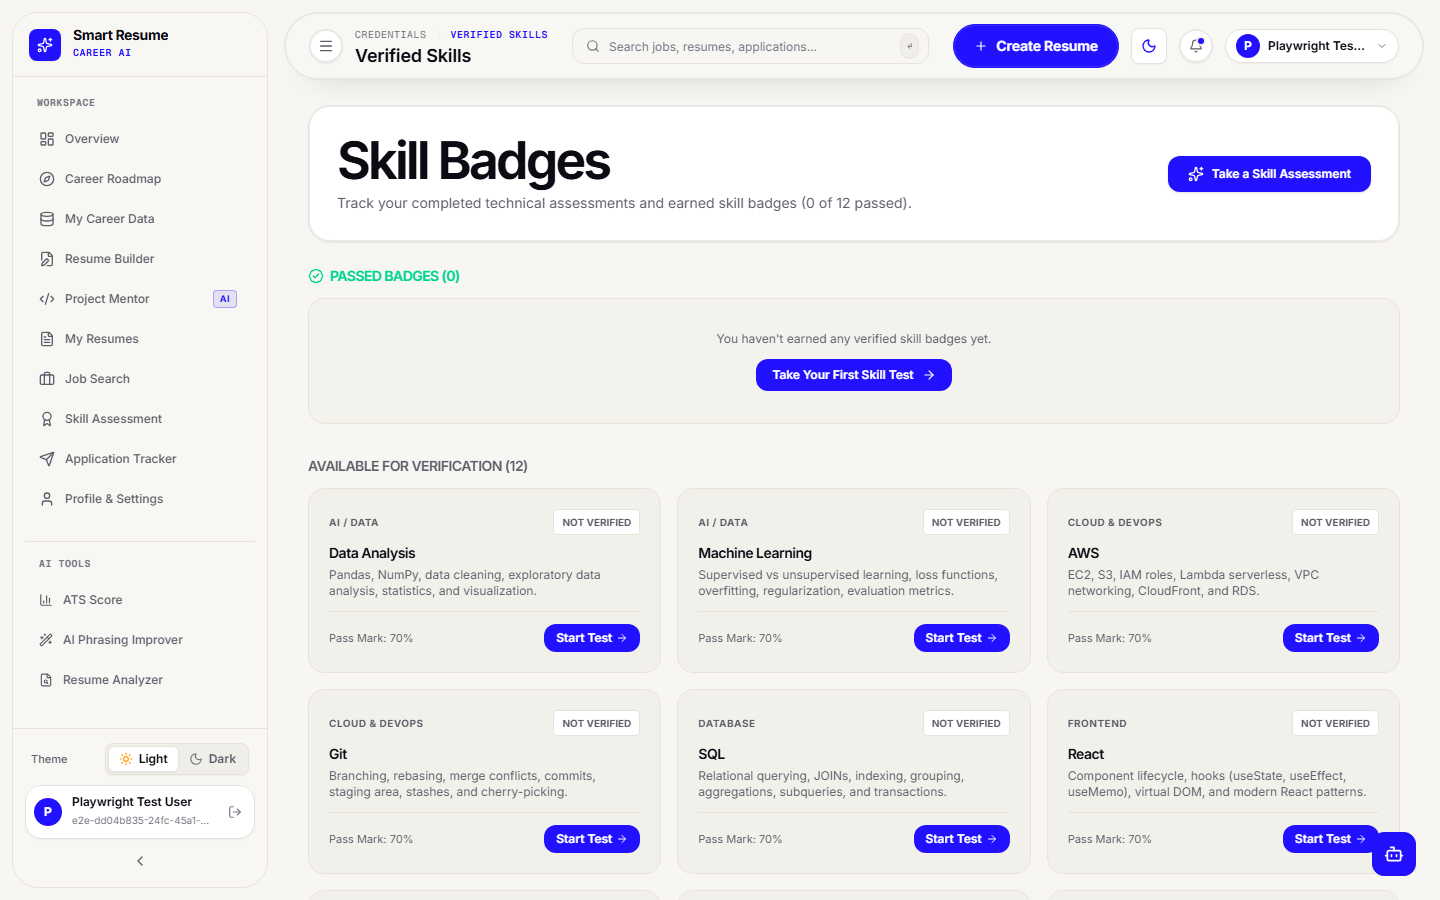 Smart Resume
CAREER AI
WORKSPACE
Overview
Career Roadmap
My Career Data
Resume Builder
Project Mentor AI
My Resumes
Job Search
Skill Assessment
Application Tracker
Profile & Settings
AI TOOLS
ATS Score
AI Phrasing Improver
Resume Analyzer
Theme Light Dark
P Playwright Test User
e2e-dd04b835-24fc-45a1-...
CREDENTIALS VERIFIED SKILLS
Verified Skills
Search jobs, resumes, applications...
Create Resume
P Playwright Tes...
Skill Badges
Track your completed technical assessments and earned skill badges (0 of 12 passed).
Take a Skill Assessment
PASSED BADGES (0)
You haven't earned any verified skill badges yet.
Take Your First Skill Test
AVAILABLE FOR VERIFICATION (12)
AI / DATA NOT VERIFIED
Data Analysis
Pandas, NumPy, data cleaning, exploratory data
analysis, statistics, and visualization.
Pass Mark: 70% Start Test
AI / DATA NOT VERIFIED
Machine Learning
Supervised vs unsupervised learning, loss functions,
overfitting, regularization, evaluation metrics.
Pass Mark: 70% Start Test
CLOUD & DEVOPS NOT VERIFIED
AWS
EC2, S3, IAM roles, Lambda serverless, VPC
networking, CloudFront, and RDS.
Pass Mark: 70% Start Test
CLOUD & DEVOPS NOT VERIFIED
Git
Branching, rebasing, merge conflicts, commits,
staging area, stashes, and cherry-picking.
Pass Mark: 70% Start Test
DATABASE NOT VERIFIED
SQL
Relational querying, JOINs, indexing, grouping,
aggregations, subqueries, and transactions.
Pass Mark: 70% Start Test
FRONTEND NOT VERIFIED
React
Component lifecycle, hooks (useState, useEffect,
useMemo), virtual DOM, and modern React patterns.
Pass Mark: 70% Start Test